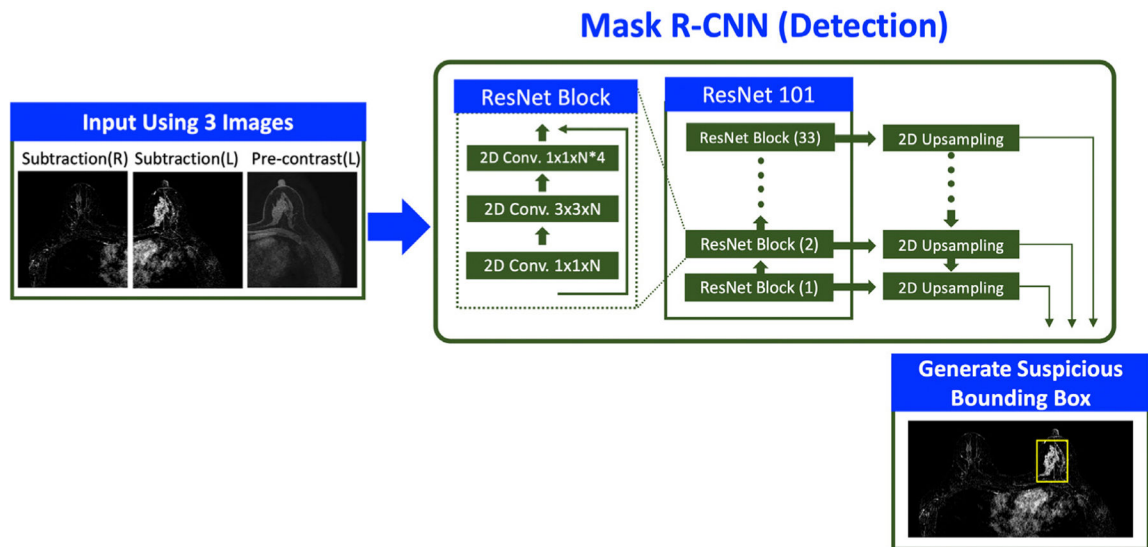 Mask R-CNN (Detection)
Input Using 3 Images
Subtraction(R) Subtraction(L) Pre-contrast(L)
ResNet Block
2D Conv. 1x1xN*4
2D Conv. 3x3xN
2D Conv. 1x1xN
ResNet 101
ResNet Block (33)
ResNet Block (2)
ResNet Block (1)
2D Upsampling
2D Upsampling
2D Upsampling
Generate Suspicious
Bounding Box